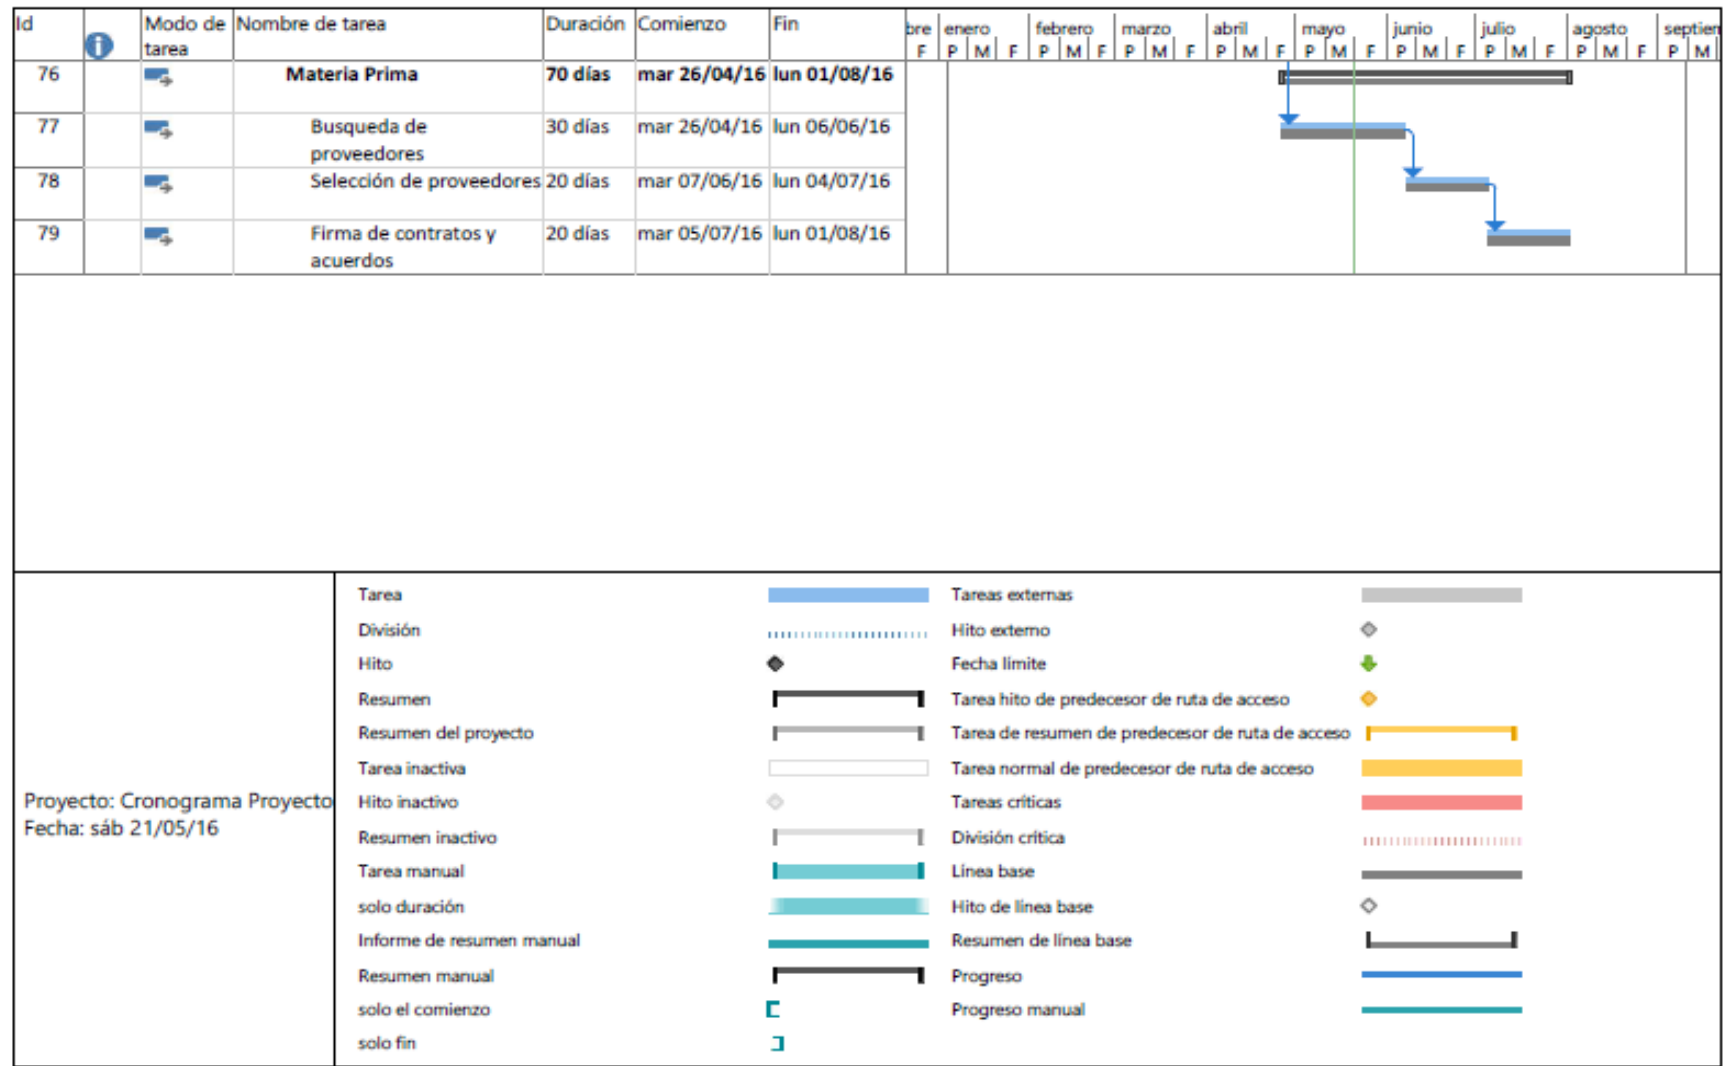 Id Modo de Nombre de tarea Duración Comienzo Fin bre enero febrero marzo abril mayo junio julio agosto septiem
tarea F P M F P M F P M F P M F P M F P M F P M F P M F P M
76 Materia Prima 70 días mar 26/04/16 lun 01/08/16
77 Busqueda de 30 días mar 26/04/16 lun 06/06/16
proveedores
78 Selección de proveedores 20 días mar 07/06/16 lun 04/07/16
79 Firma de contratos y 20 días mar 05/07/16 lun 01/08/16
acuerdos
Proyecto: Cronograma Proyecto
Fecha: sáb 21/05/16
Tarea
División
Hito
Resumen
Resumen del proyecto
Tarea inactiva
Hito inactivo
Resumen inactivo
Tarea manual
solo duración
Informe de resumen manual
Resumen manual
solo el comienzo
solo fin
Tareas externas
Hito externo
Fecha límite
Tarea hito de predecesor de ruta de acceso
Tarea de resumen de predecesor de ruta de acceso
Tarea normal de predecesor de ruta de acceso
Tareas críticas
División crítica
Línea base
Hito de línea base
Resumen de línea base
Progreso
Progreso manual